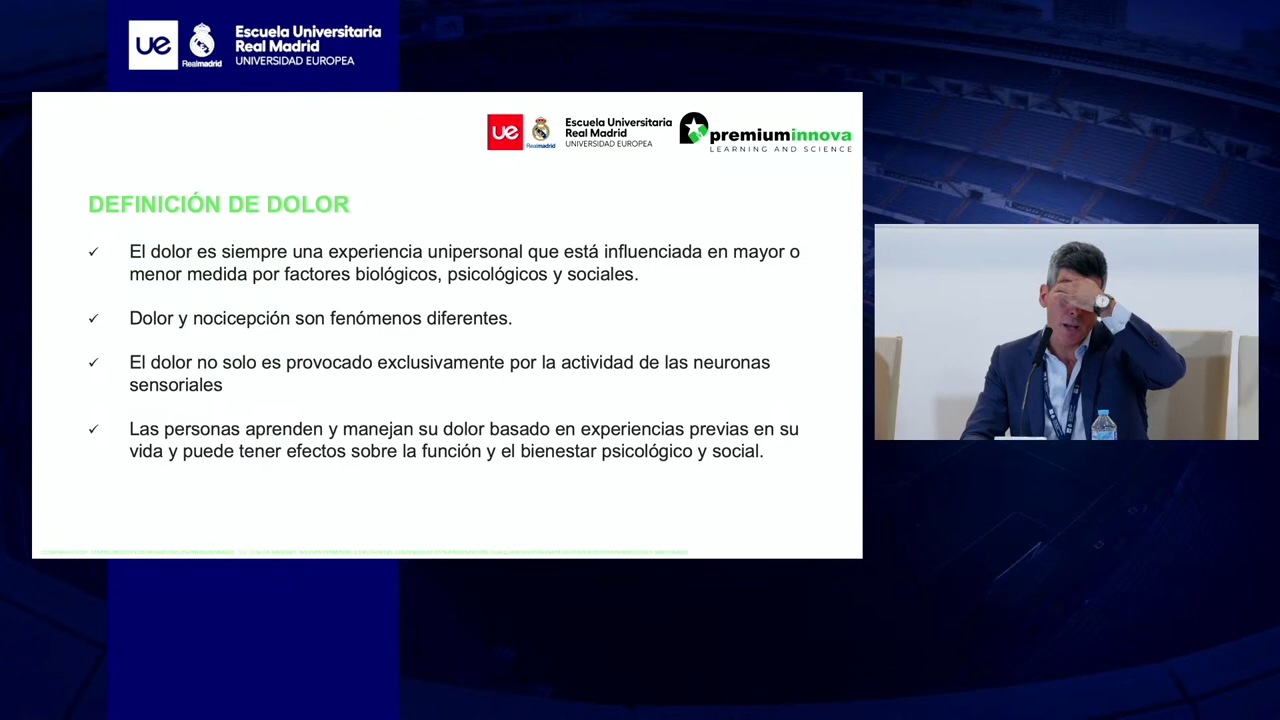 ue
Realmadrid
Escuela Universitaria
Real Madrid
UNIVERSIDAD EUROPEA
ue
Realmadrid
Escuela Universitaria
Real Madrid
UNIVERSIDAD EUROPEA
premiuminnova
LEARNING AND SCIENCE
DEFINICIÓN DE DOLOR
✓ El dolor es siempre una experiencia unipersonal que está influenciada en mayor o
menor medida por factores biológicos, psicológicos y sociales.
✓ Dolor y nocicepción son fenómenos diferentes.
✓ El dolor no solo es provocado exclusivamente por la actividad de las neuronas
sensoriales
✓ Las personas aprenden y manejan su dolor basado en experiencias previas en su
vida y puede tener efectos sobre la función y el bienestar psicológico y social.